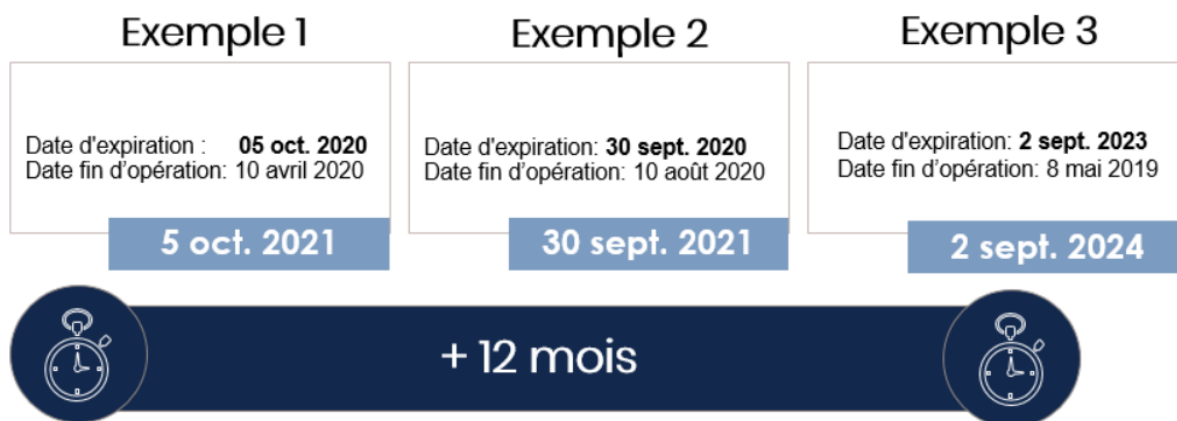 Exemple 1
Date d'expiration : 05 oct. 2020
Date fin d'opération: 10 avril 2020
5 oct. 2021
Exemple 2
Date d'expiration: 30 sept. 2020
Date fin d'opération: 10 août 2020
30 sept. 2021
Exemple 3
Date d'expiration: 2 sept. 2023
Date fin d'opération: 8 mai 2019
2 sept. 2024
+ 12 mois